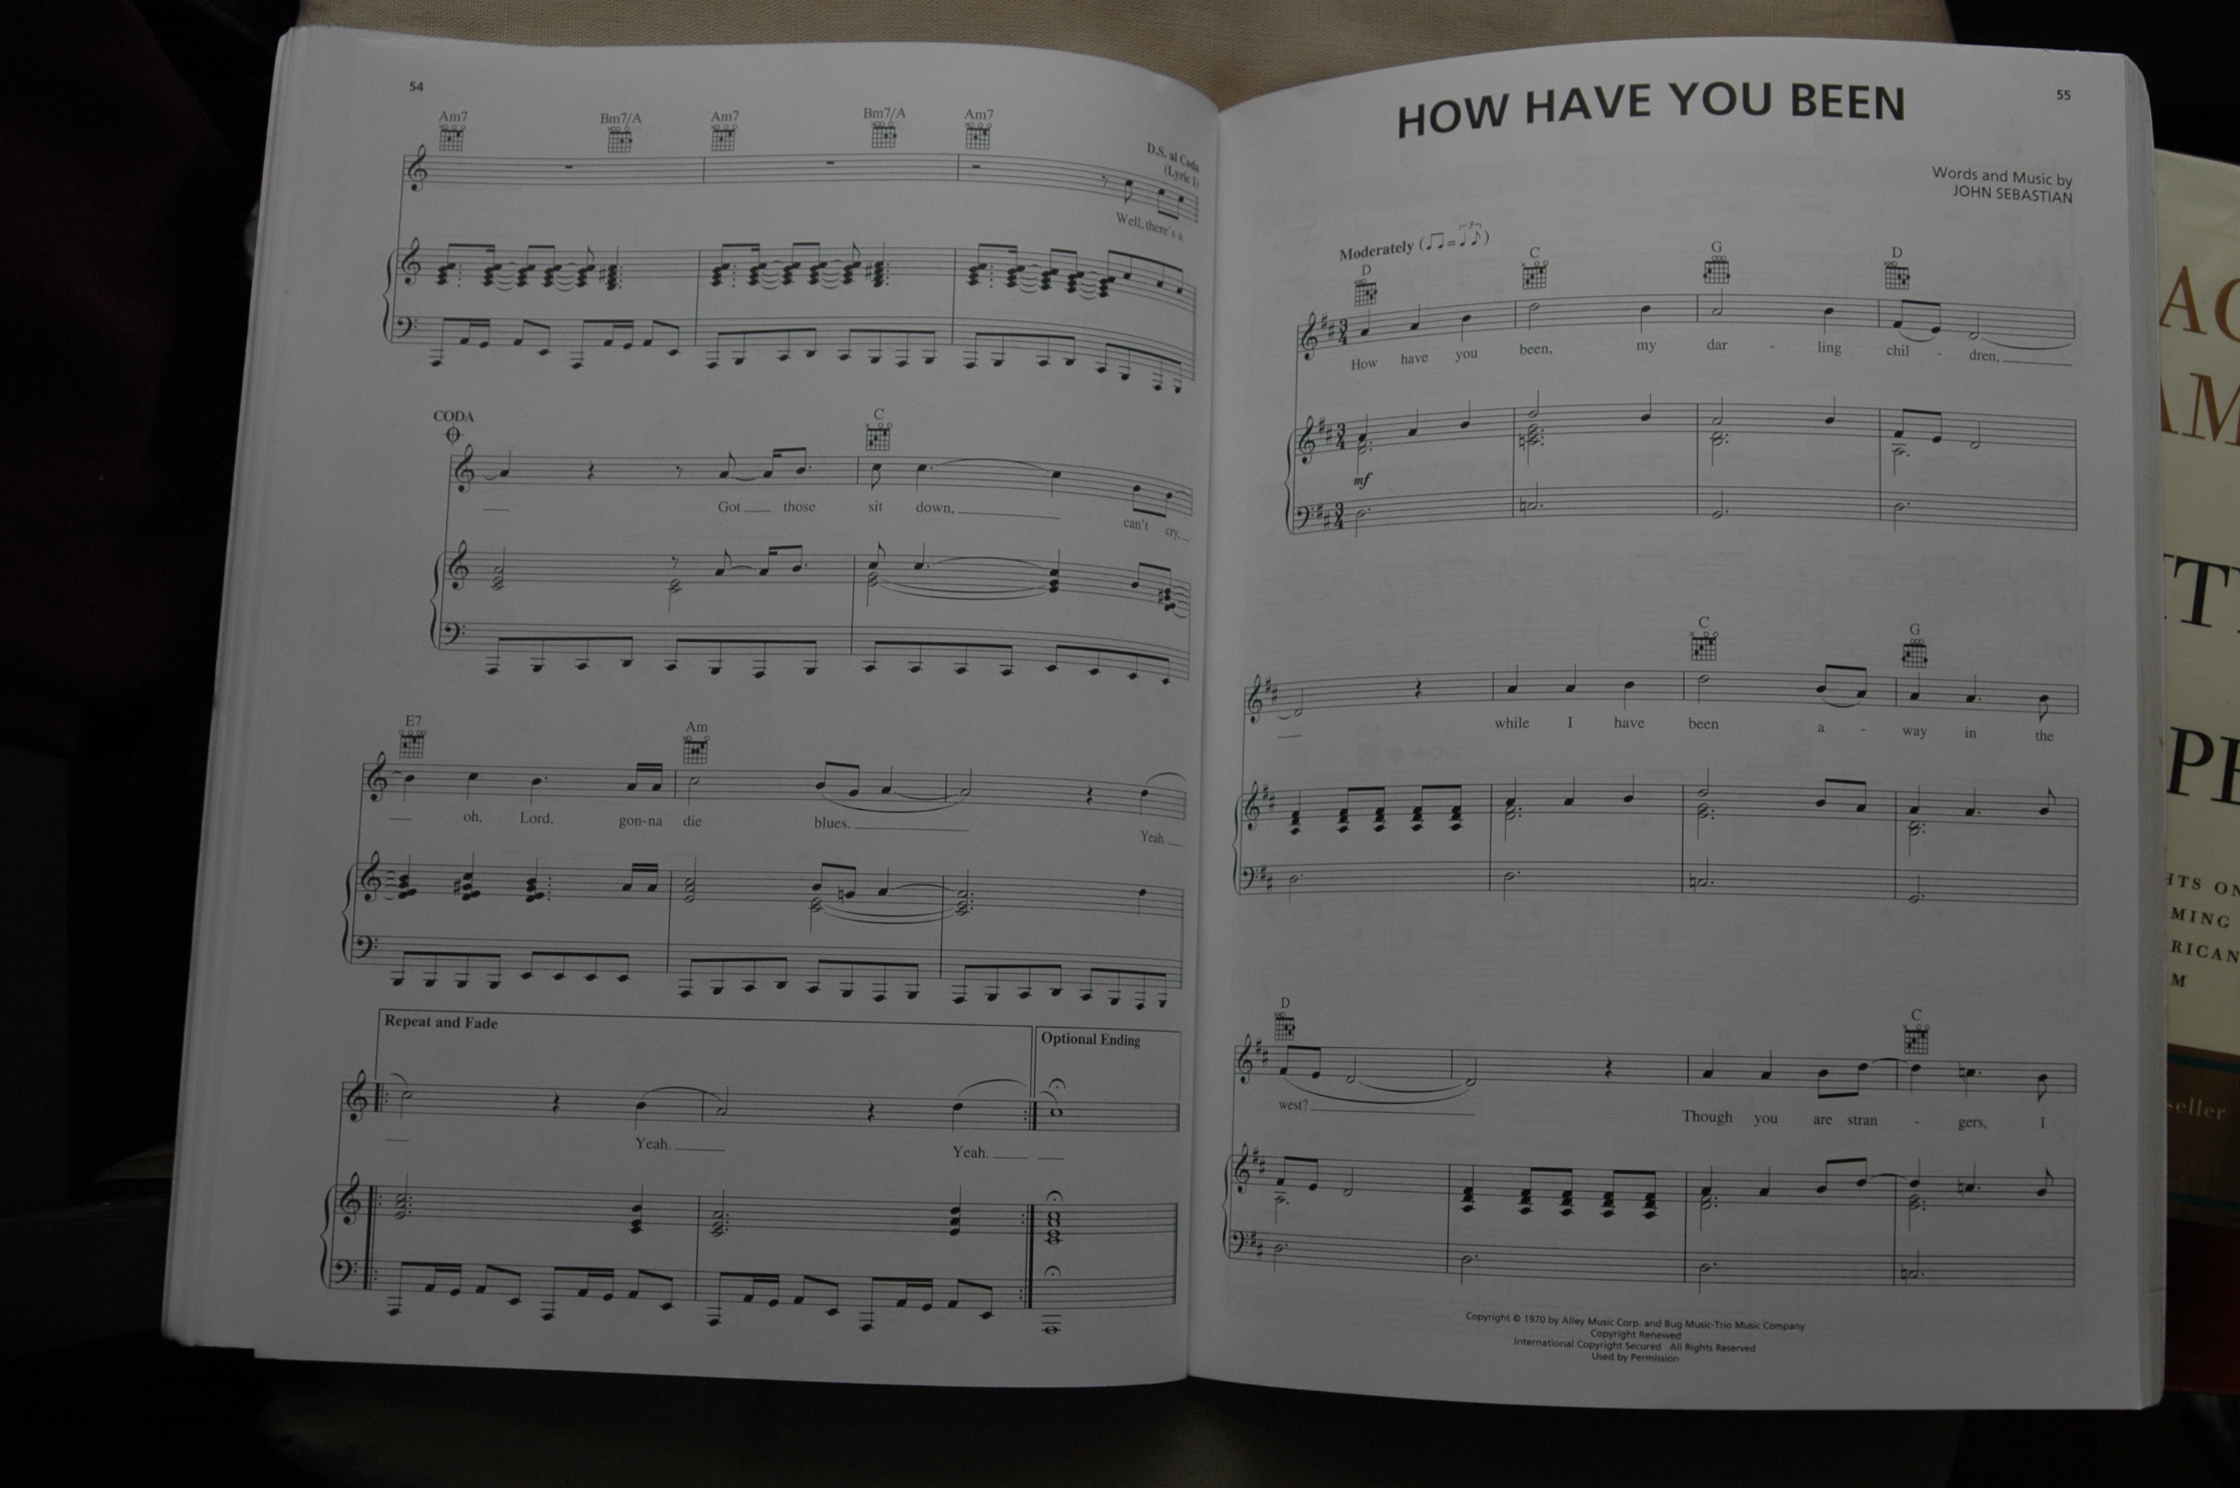 54
Am7 Bm7/A Am7 Bm7/A Am7
D.S. al Coda
(Lyric 1)
Well, there's a
CODA
C
Got those sit down, can't cry,
E7 Am
oh, Lord, gon-na die blues. Yeah.
Repeat and Fade Optional Ending
Yeah. Yeah.
55
HOW HAVE YOU BEEN
Words and Music by
JOHN SEBASTIAN
Moderately
D C G D
How have you been, my dar - ling chil - dren,
mf
C G
while I have been a - way in the
D C
west? Though you are stran - gers, I
Copyright © 1970 by Alley Music Corp. and Bug Music-Trio Music Company
Copyright Renewed
International Copyright Secured All Rights Reserved
Used by Permission